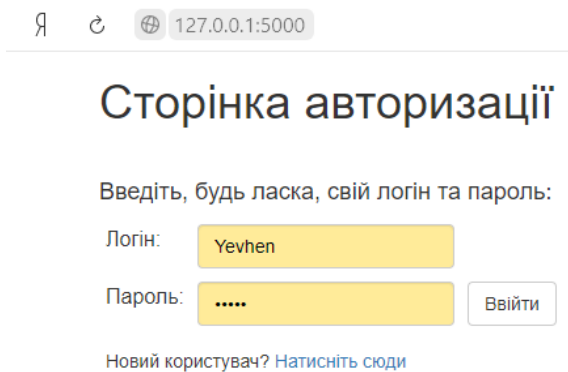 Я 127.0.0.1:5000
Сторінка авторизації
Введіть, будь ласка, свій логін та пароль:
Логін: Yevhen
Пароль: ••••• Ввійти
Новий користувач? Натисніть сюди